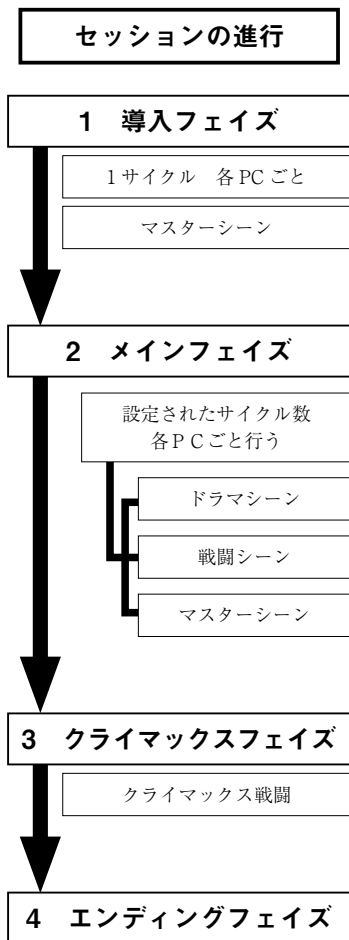 セッションの進行
1 導入フェイズ
1サイクル 各PCごと
マスターシーン
2 メインフェイズ
設定されたサイクル数
各PCごと行う
ドラマシーン
戦闘シーン
マスターシーン
3 クライマックスフェイズ
クライマックス戦闘
4 エンディングフェイズ